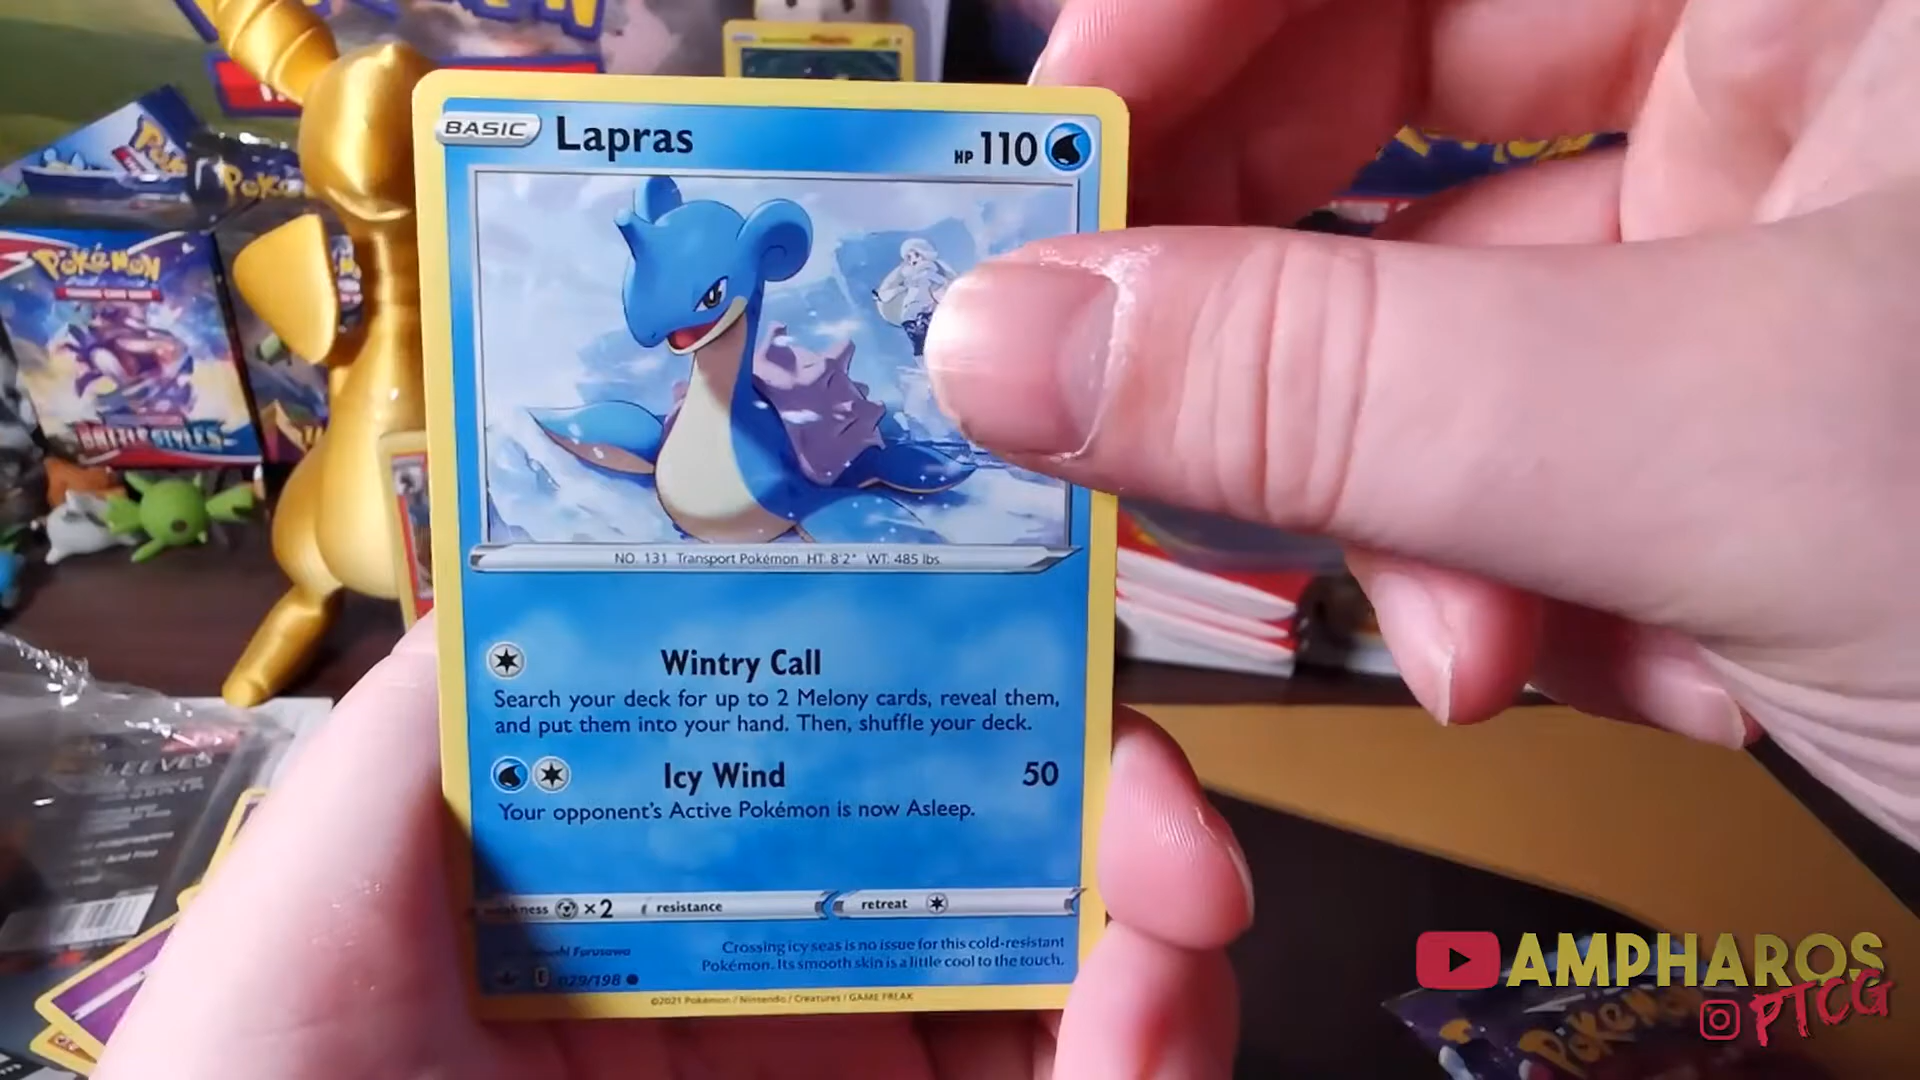 BASIC Lapras HP 110
NO. 131 Transport Pokémon HT: 8'2" WT: 485 lbs
Wintry Call
Search your deck for up to 2 Melony cards, reveal them,
and put them into your hand. Then, shuffle your deck.
Icy Wind 50
Your opponent's Active Pokémon is now Asleep.
×2 resistance retreat
Furusawa
Crossing icy seas is no issue for this cold-resistant
Pokémon. Its smooth skin is a little cool to the touch.
E 029/198
©2021 Pokémon / Nintendo / Creatures / GAME FREAK
POKÉMON
BATTLE STYLES
AMPHAROS
PTCG